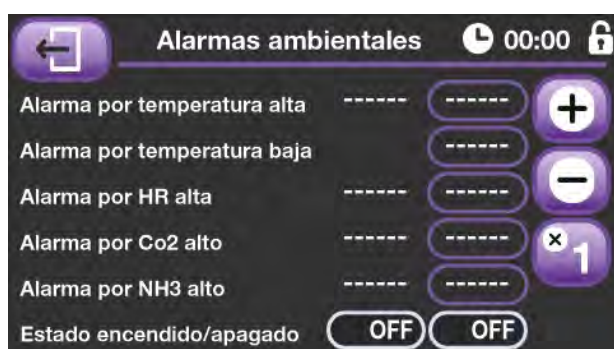 Alarmas ambientales 00:00
Alarma por temperatura alta ------ ------ +
Alarma por temperatura baja ------
Alarma por HR alta ------ ------ −
Alarma por Co2 alto ------ ------ ×1
Alarma por NH3 alto ------ ------
Estado encendido/apagado OFF OFF